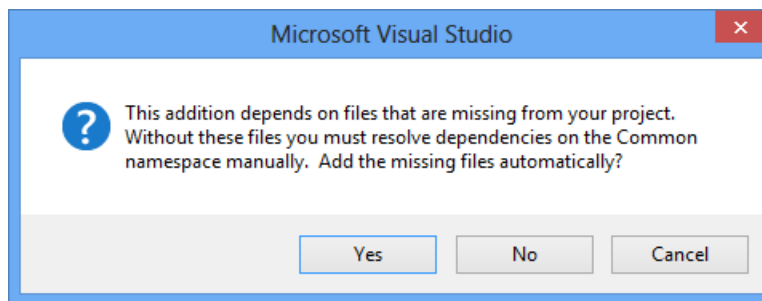 Microsoft Visual Studio
This addition depends on files that are missing from your project.
Without these files you must resolve dependencies on the Common
namespace manually.  Add the missing files automatically?
Yes
No
Cancel